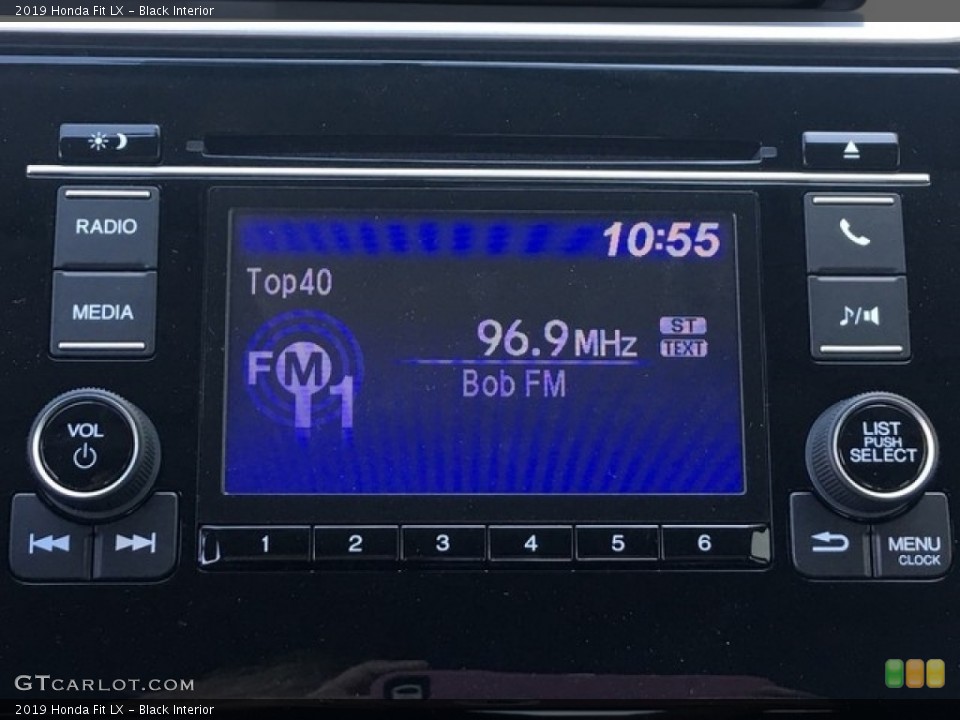 2019 Honda Fit LX - Black Interior
RADIO
MEDIA
10:55
Top40
FM1
96.9 MHz
ST
TEXT
Bob FM
VOL
LIST
PUSH
SELECT
1 2 3 4 5 6
MENU
CLOCK
GTCARLOT.COM
2019 Honda Fit LX - Black Interior